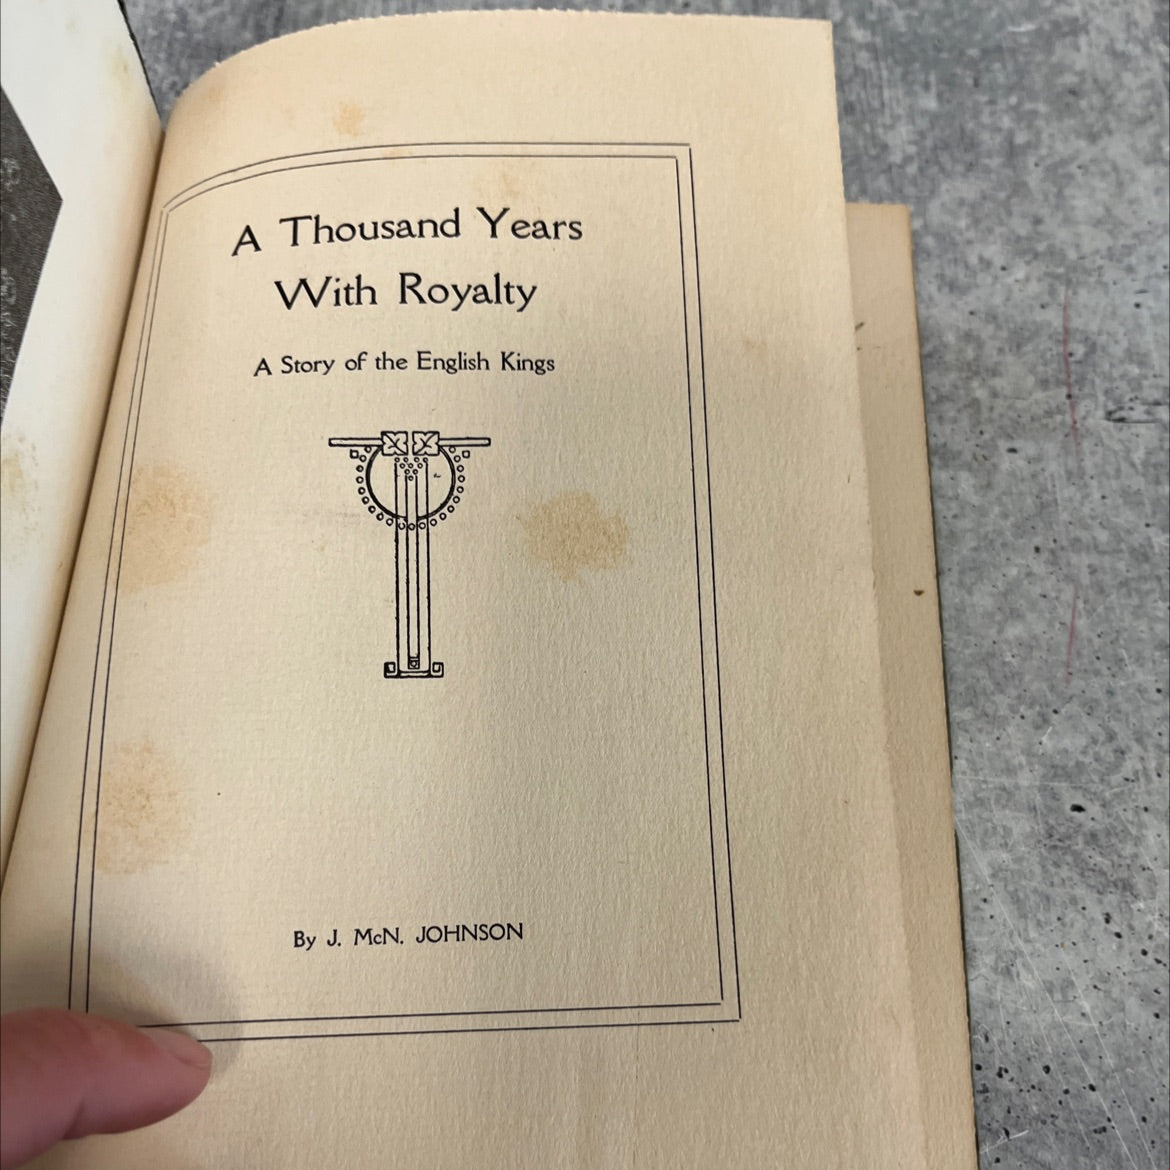 A Thousand Years
With Royalty
A Story of the English Kings
By J. McN. JOHNSON